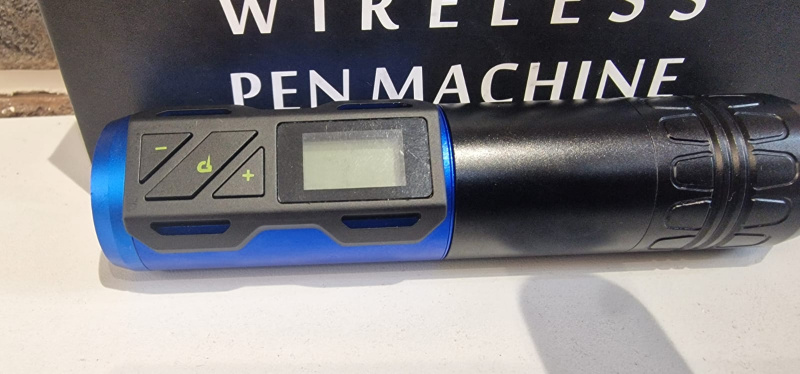 WIRELESS
PEN MACHINE
- +